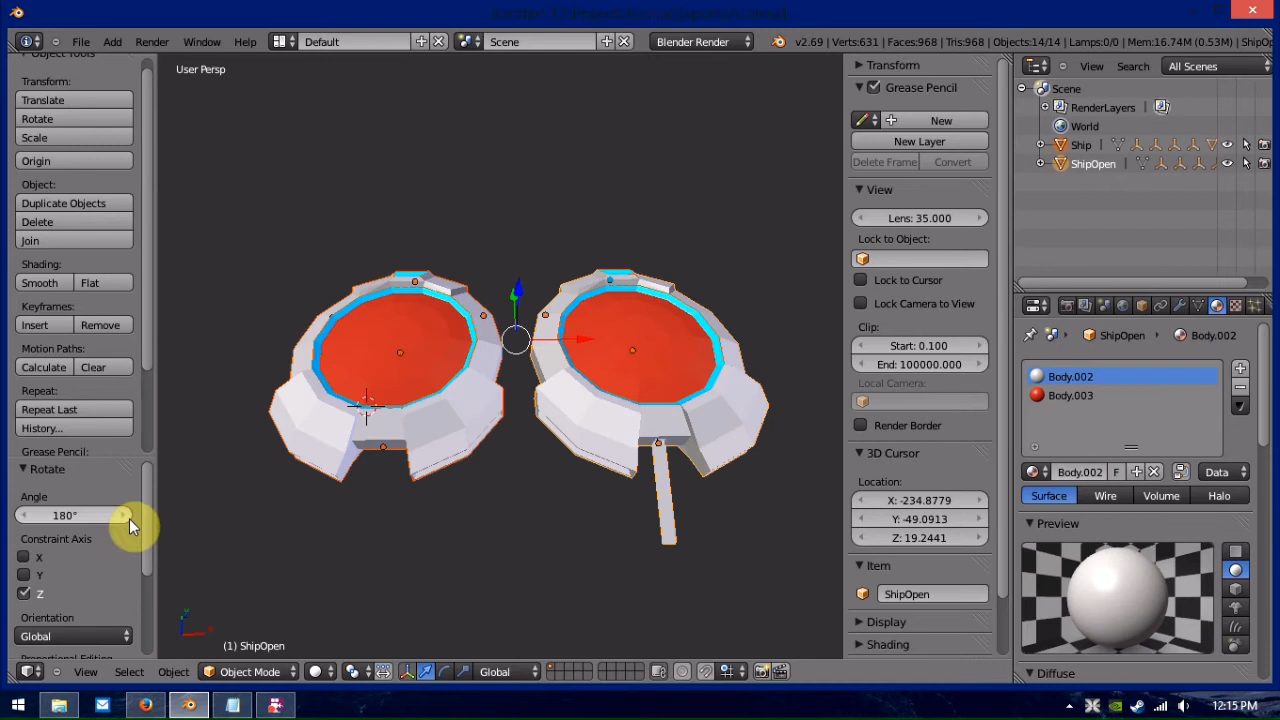 File Add Render Window Help Default Scene Blender Render v2.69 | Verts:631 | Faces:968 | Tris:968 | Objects:14/14 | Lamps:0/0 | Mem:16.74M (0.53M) | ShipO
Object Tools
Transform:
Translate
Rotate
Scale
Origin
Object:
Duplicate Objects
Delete
Join
Shading:
Smooth Flat
Keyframes:
Insert Remove
Motion Paths:
Calculate Clear
Repeat:
Repeat Last
History...
Grease Pencil:
Rotate
Angle
180°
Constraint Axis
X
Y
Z
Orientation
Global
User Persp
(1) ShipOpen
View Select Object Object Mode Global
Transform
Grease Pencil
New
New Layer
Delete Frame Convert
View
Lens: 35.000
Lock to Object:
Lock to Cursor
Lock Camera to View
Clip:
Start: 0.100
End: 100000.000
Local Camera:
Render Border
3D Cursor
Location:
X: -234.8779
Y: -49.0913
Z: 19.2441
Item
ShipOpen
Display
Shading
View Search All Scenes
Scene
RenderLayers
World
Ship
ShipOpen
ShipOpen Body.002
Body.002
Body.003
Body.002 F Data
Surface Wire Volume Halo
Preview
Diffuse
12:15 PM